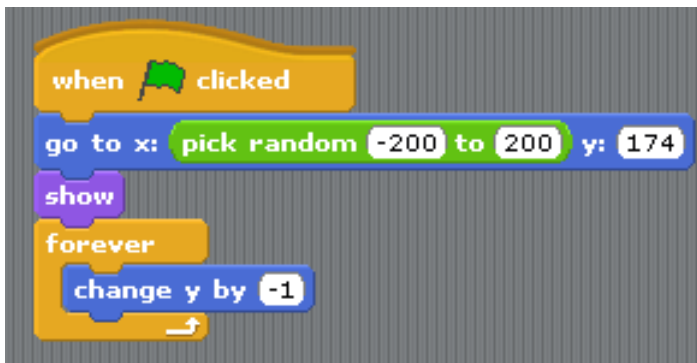 when clicked
go to x: pick random -200 to 200 y: 174
show
forever
change y by -1